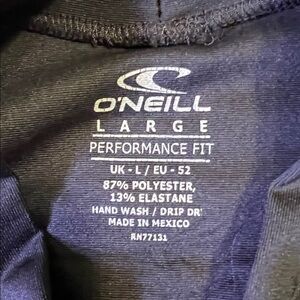 O'NEILL
LARGE
PERFORMANCE FIT
UK - L / EU - 52
87% POLYESTER,
13% ELASTANE
HAND WASH / DRIP DR
MADE IN MEXICO
RN77131